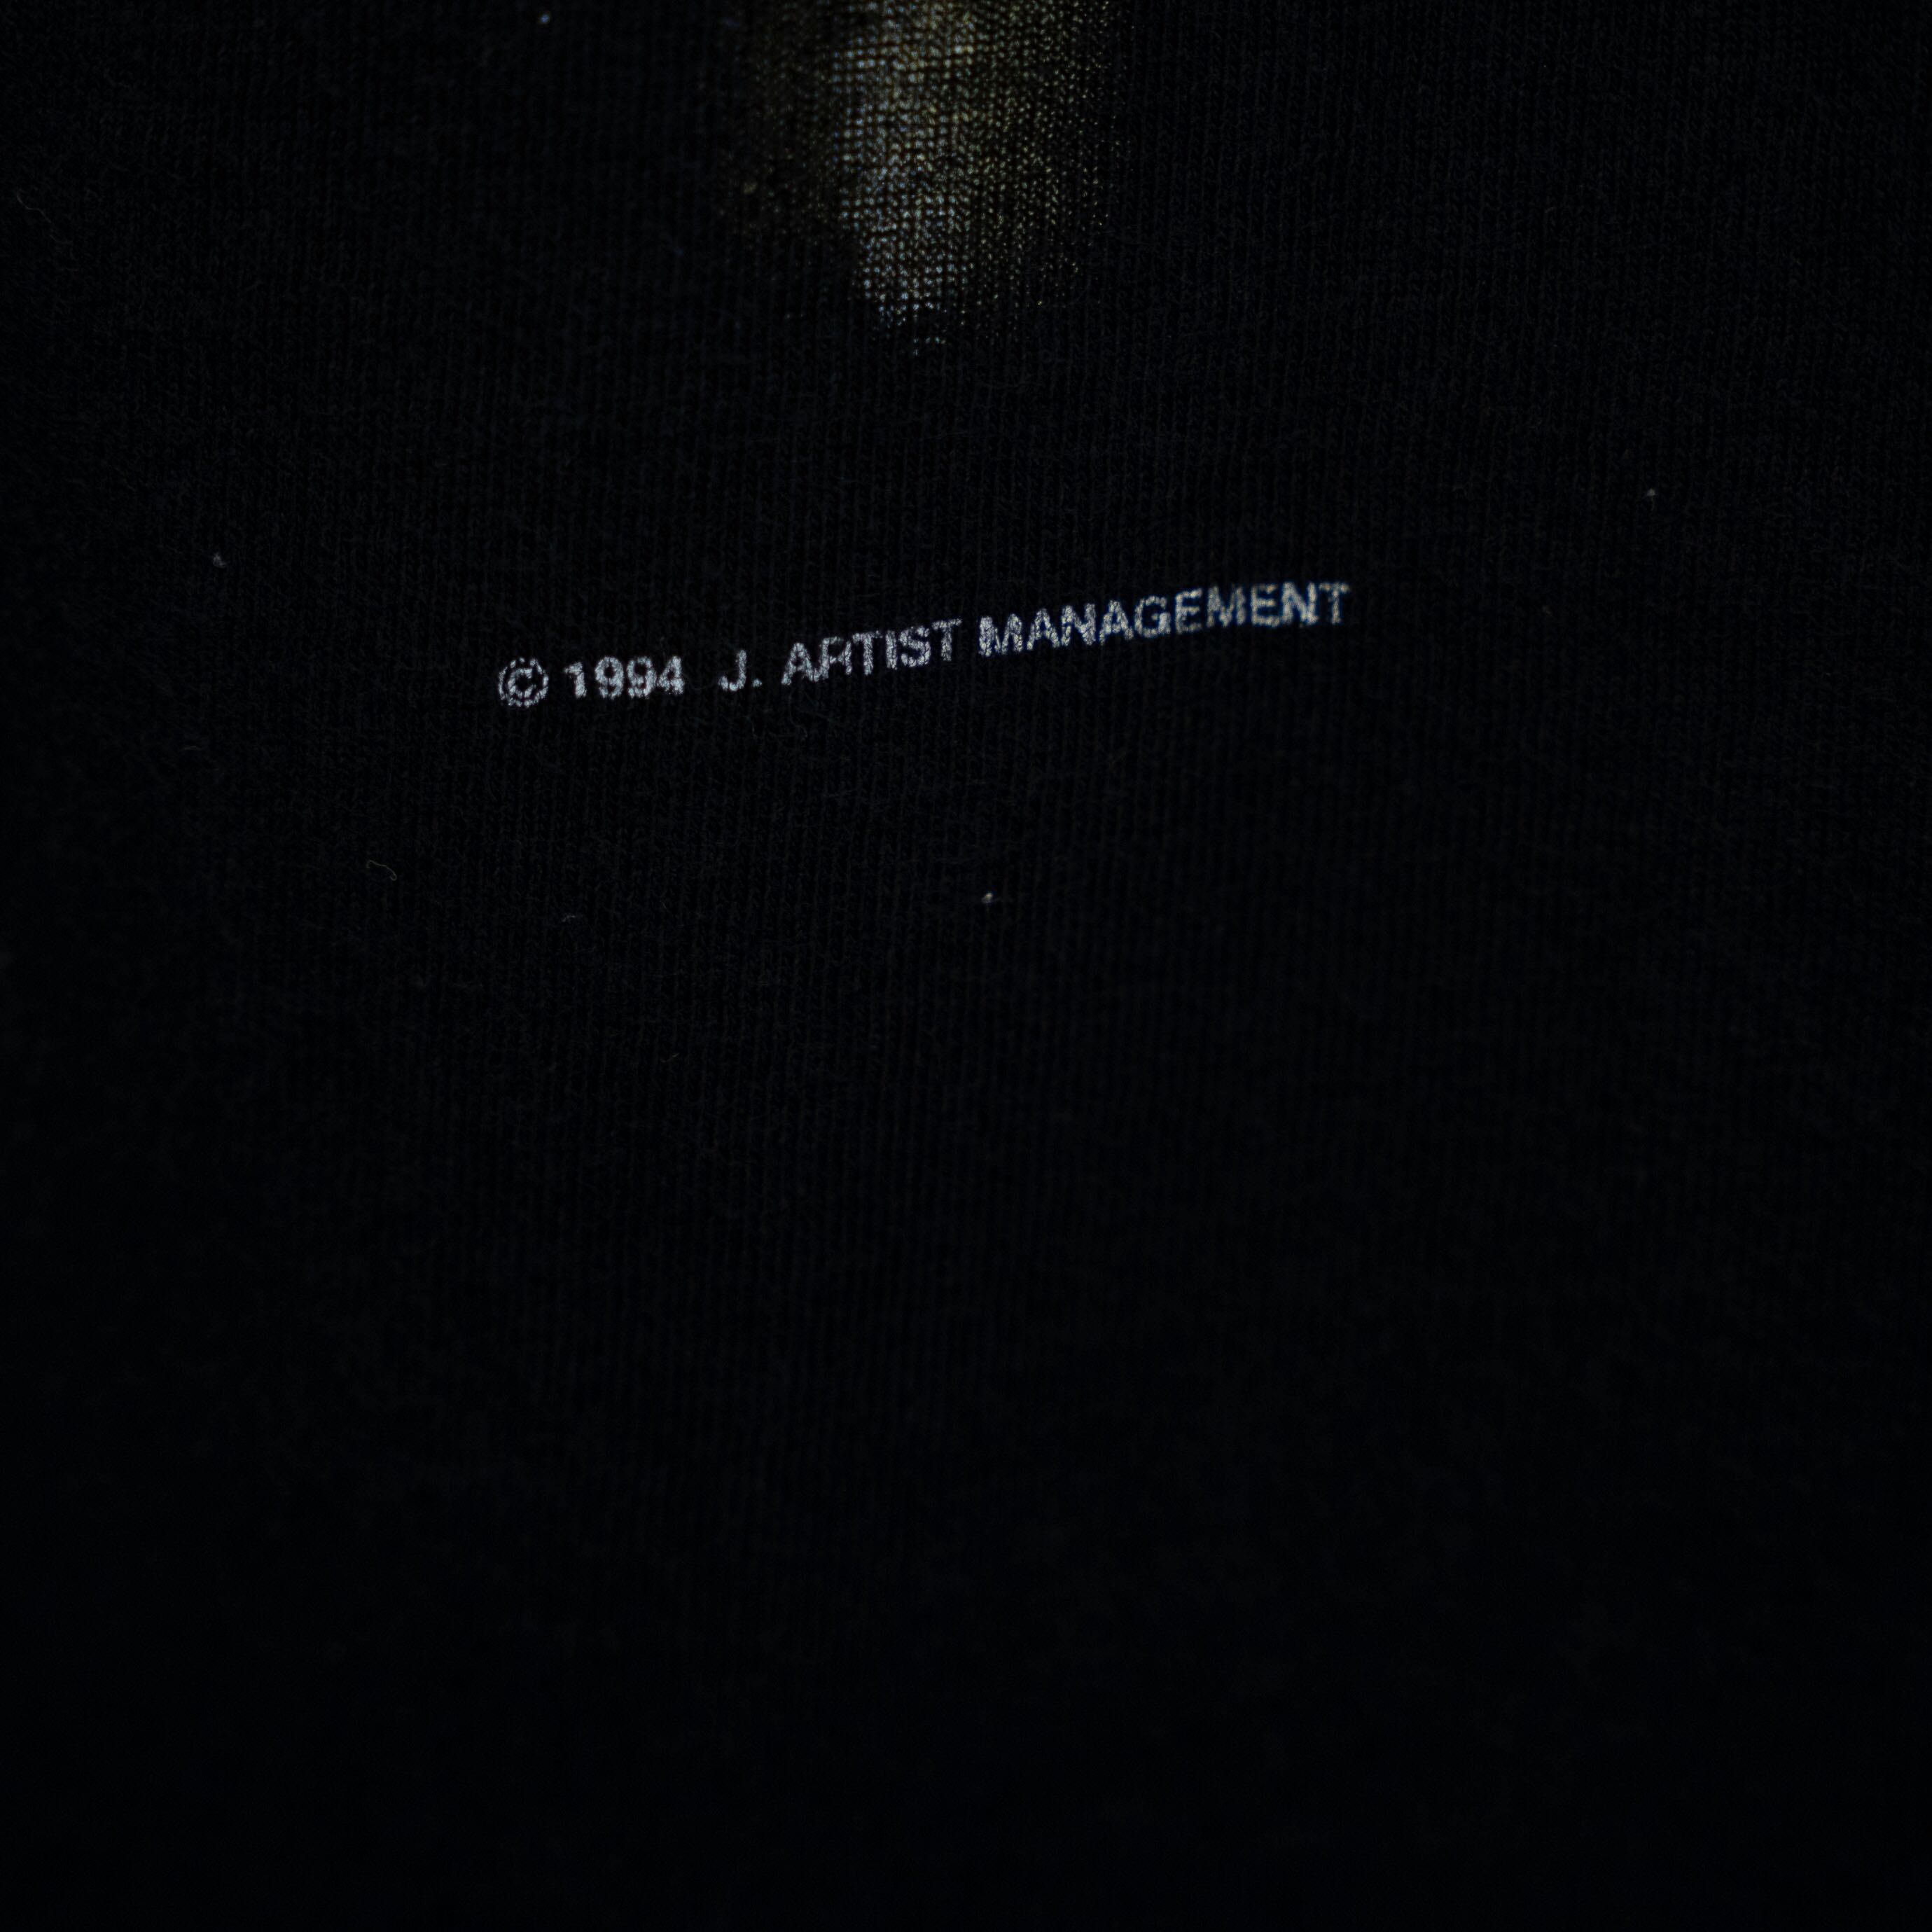 © 1994 J. ARTIST MANAGEMENT